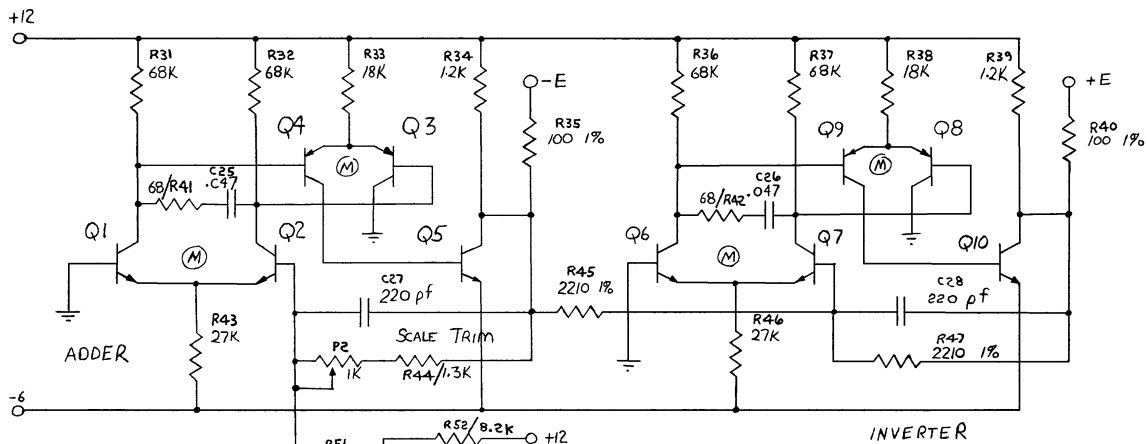 +12
R31
68K
R32
68K
R33
18K
R34
1.2K
-E
R35
100 1%
R36
68K
R37
68K
R38
18K
R39
1.2K
+E
R40
100 1%
Q4
Q3
M
68/R41
C25
.C47
Q9
Q8
M
68/R42
C26
.047
Q1
Q2
M
Q5
Q6
Q7
M
Q10
C27
220 pf
R45
2210 1%
C28
220 pf
R43
27K
ADDER
SCALE TRIM
P2
1K
R44/1.3K
R46
27K
R47
2210 1%
-6
R52/8.2K
+12
R51
INVERTER